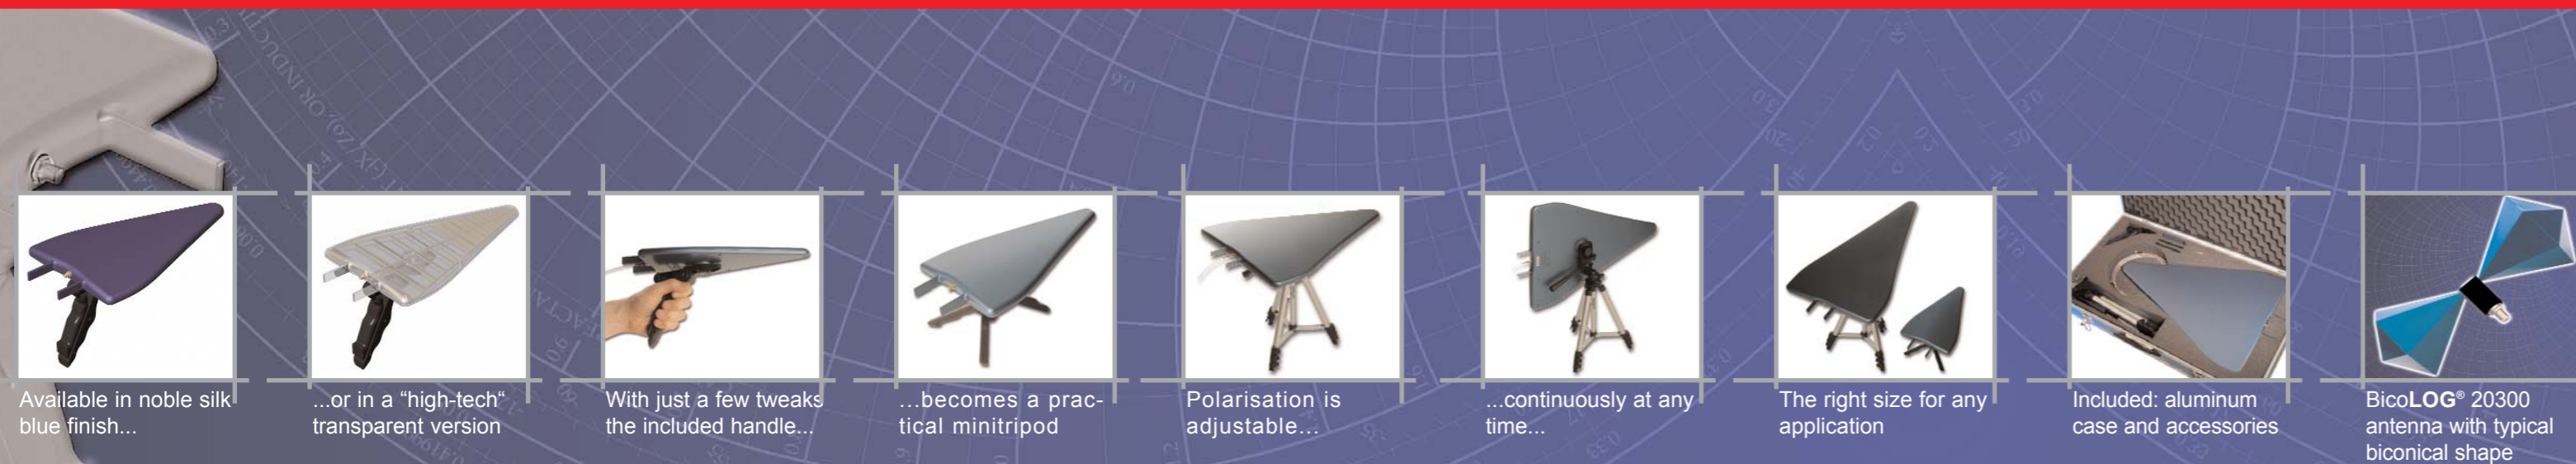 Available in noble silk
blue finish...
...or in a “high-tech“
transparent version
With just a few tweaks
the included handle...
...becomes a prac-
tical minitripod
Polarisation is
adjustable...
...continuously at any
time...
The right size for any
application
Included: aluminum
case and accessories
BicoLOG® 20300
antenna with typical
biconical shape